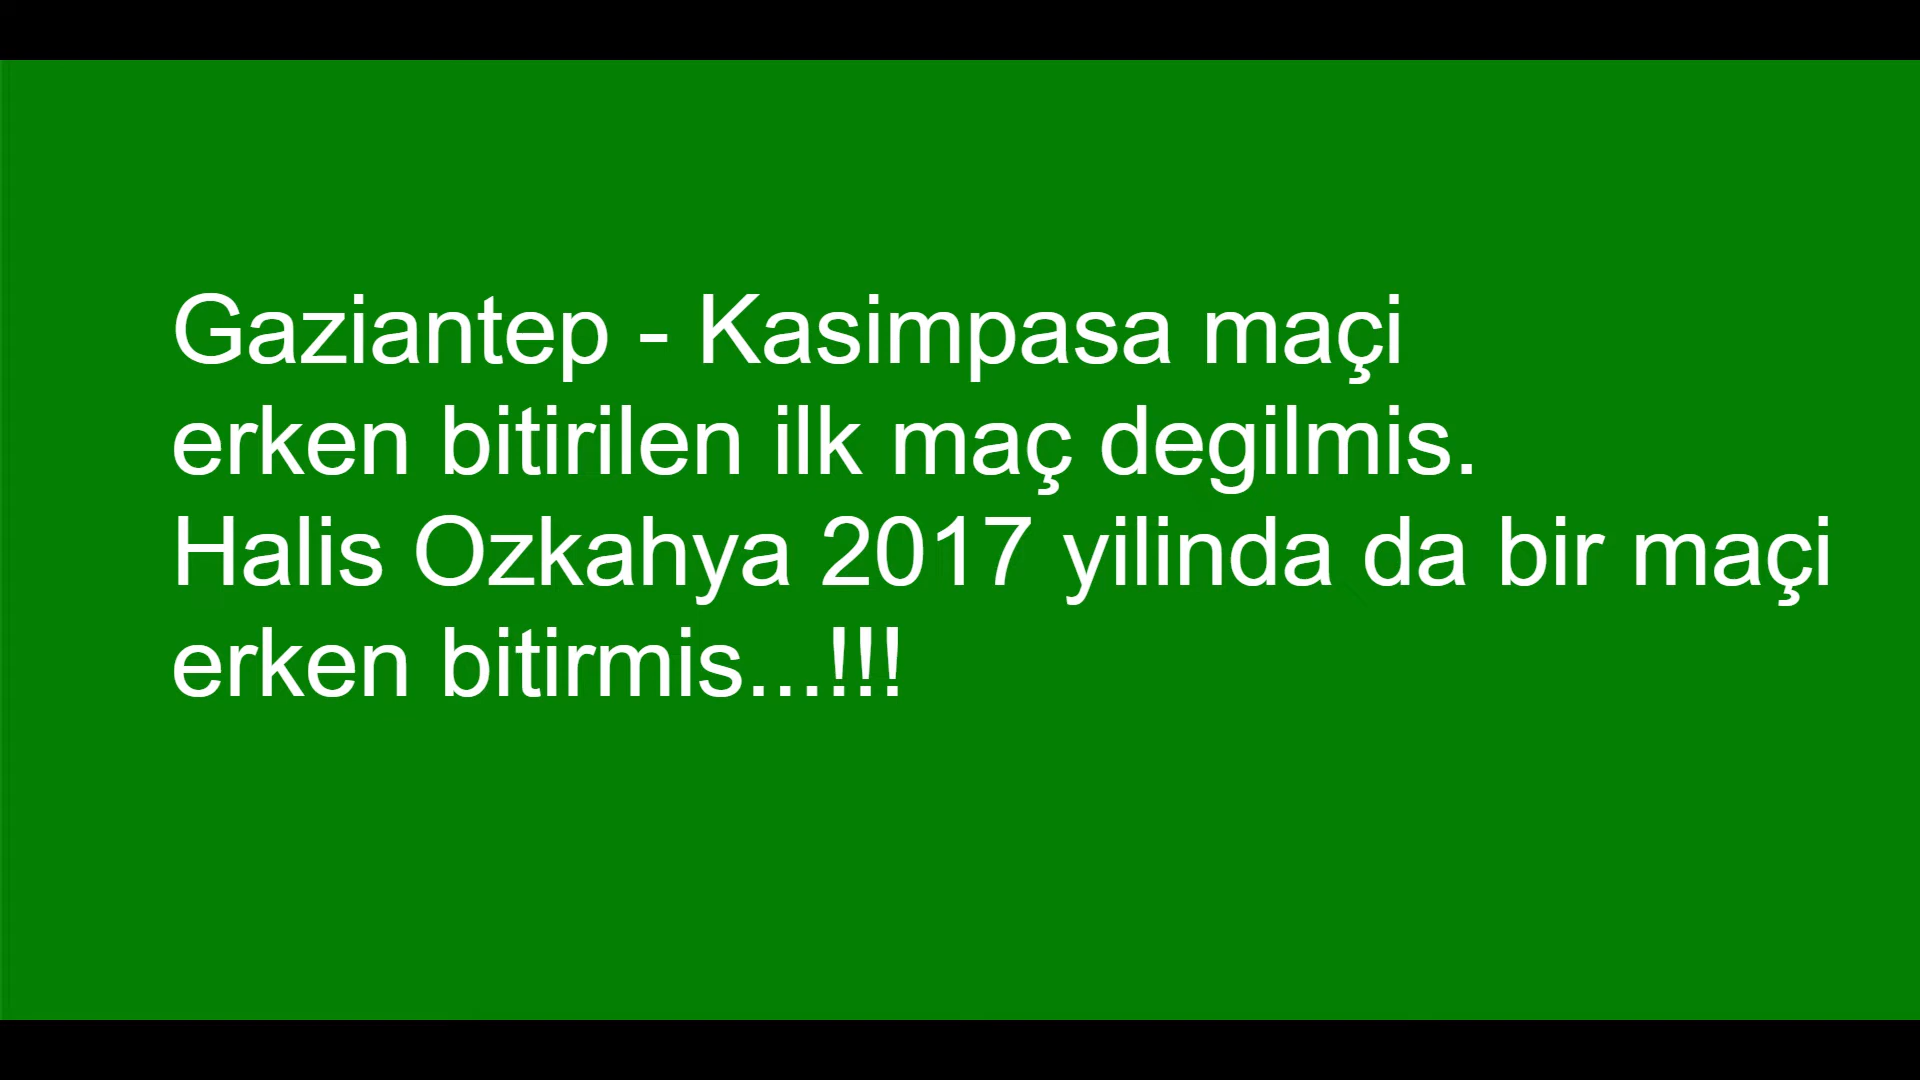 Gaziantep - Kasimpasa maçi
erken bitirilen ilk maç degilmis.
Halis Ozkahya 2017 yilinda da bir maçi
erken bitirmis...!!!